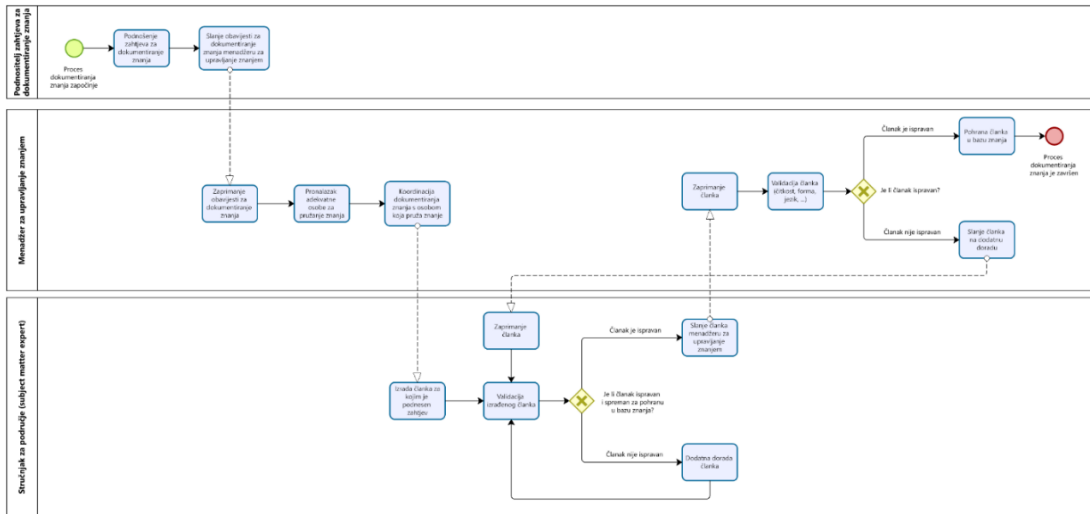 Podnositelj zahtjeva za
dokumentiranje znanja
Proces
dokumentiranja
znanja započinje
Podnošenje
zahtjeva za
dokumentiranje
znanja
Slanje obavijesti za
dokumentiranje
znanja menadžeru za
upravljanje znanjem
Menadžer za upravljanje znanjem
Zaprimanje
obavijesti za
dokumentiranje
znanja
Pronalazak
adekvatne
osobe za
pružanje znanja
Koordinacija
dokumentiranja
znanja s osobom
koja pruža znanje
Zaprimanje
članka
Validacija članka
(čitkost, forma,
jezik, ...)
Je li članak ispravan?
Članak je ispravan
Pohrana članka
u bazu znanja
Proces
dokumentiranja
znanja je završen
Članak nije ispravan
Slanje članka
na dodatnu
doradu
Stručnjak za područje (subject matter expert)
Zaprimanje
članka
Izrada članka za
kojim je
podnesen
zahtjev
Validacija
izrađenog članka
Je li članak ispravan
i spreman za pohranu
u bazu znanja?
Članak je ispravan
Slanje članka
menadžeru za
upravljanje
znanjem
Članak nije ispravan
Dodatna dorada
članka